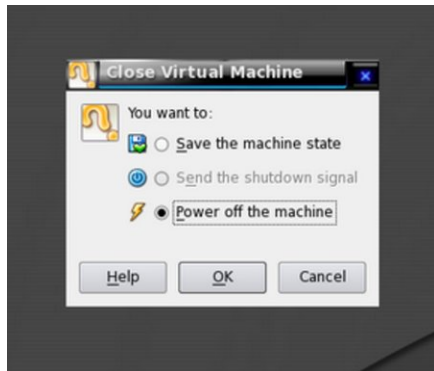 Close Virtual Machine
You want to:
Save the machine state
Send the shutdown signal
Power off the machine
Help
OK
Cancel